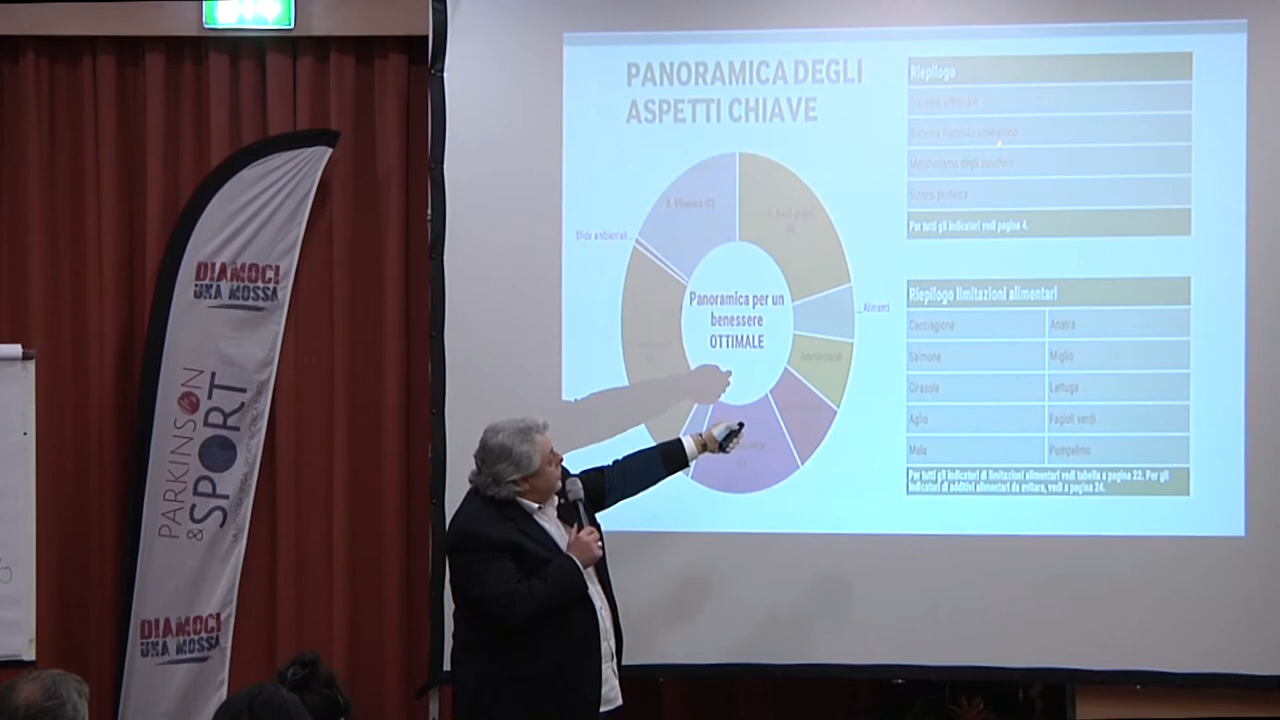 DIAMOCI
UNA MOSSA
PARKINSON
& SPORT
DIAMOCI
UNA MOSSA
PANORAMICA DEGLI
ASPETTI CHIAVE
Sfide ambientali
Alimenti
Panoramica per un
benessere
OTTIMALE
Riepilogo
Metabolismo degli zuccheri
Sintesi proteica
Per tutti gli indicatori vedi pagina 4.
Riepilogo limitazioni alimentari
Cacciagione Anatra
Salmone Miglio
Girasole Lattuga
Aglio Fagioli verdi
Mela Pompelmo
Per tutti gli indicatori di limitazioni alimentari vedi tabella a pagina 22. Per gli
indicatori di additivi alimentari da evitare, vedi a pagina 24.